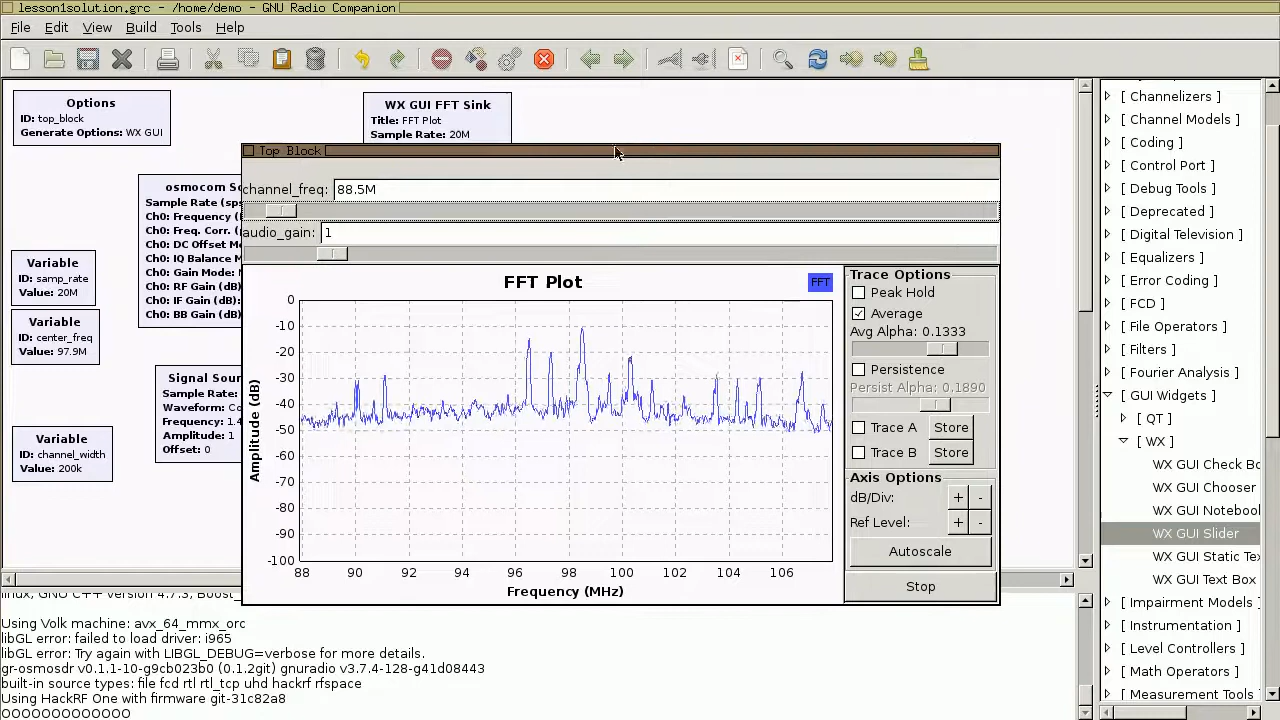 lesson1solution.grc - /home/demo - GNU Radio Companion
File Edit View Build Tools Help
Options
ID: top_block
Generate Options: WX GUI
WX GUI FFT Sink
Title: FFT Plot
Sample Rate: 20M
osmocom
Sample Rate (sps
Ch0: Frequency (
Ch0: Freq. Corr. (
Ch0: DC Offset M
Ch0: IQ Balance M
Ch0: Gain Mode:
Ch0: RF Gain (dB):
Ch0: IF Gain (dB):
Ch0: BB Gain (dB):
Variable
ID: samp_rate
Value: 20M
Variable
ID: center_freq
Value: 97.9M
Signal
Sample Rate:
Waveform:
Frequency: 1.4
Amplitude: 1
Offset: 0
Variable
ID: channel_width
Value: 200k
Top Block
channel_freq: 88.5M
audio_gain: 1
FFT Plot
FFT
Amplitude (dB)
0
-10
-20
-30
-40
-50
-60
-70
-80
-90
-100
88 90 92 94 96 98 100 102 104 106
Frequency (MHz)
Trace Options
Peak Hold
Average
Avg Alpha: 0.1333
Persistence
Persist Alpha: 0.1890
Trace A Store
Trace B Store
Axis Options
dB/Div: + -
Ref Level: + -
Autoscale
Stop
[ Channelizers ]
[ Channel Models ]
[ Coding ]
[ Control Port ]
[ Debug Tools ]
[ Deprecated ]
[ Digital Television ]
[ Equalizers ]
[ Error Coding ]
[ FCD ]
[ File Operators ]
[ Filters ]
[ Fourier Analysis ]
[ GUI Widgets ]
[ QT ]
[ WX ]
WX GUI Check Bo
WX GUI Chooser
WX GUI Notebool
WX GUI Slider
WX GUI Static Te
WX GUI Text Box
[ Impairment Models ]
[ Instrumentation ]
[ Level Controllers ]
[ Math Operators ]
[ Measurement Tools ]
linux; GNU C++ version 4.7.3; Boost_
Using Volk machine: avx_64_mmx_orc
libGL error: failed to load driver: i965
libGL error: Try again with LIBGL_DEBUG=verbose for more details.
gr-osmosdr v0.1.1-10-g9cb023b0 (0.1.2git) gnuradio v3.7.4-128-g41d08443
built-in source types: file fcd rtl rtl_tcp uhd hackrf rfspace
Using HackRF One with firmware git-31c82a8
OOOOOOOOOOOOO